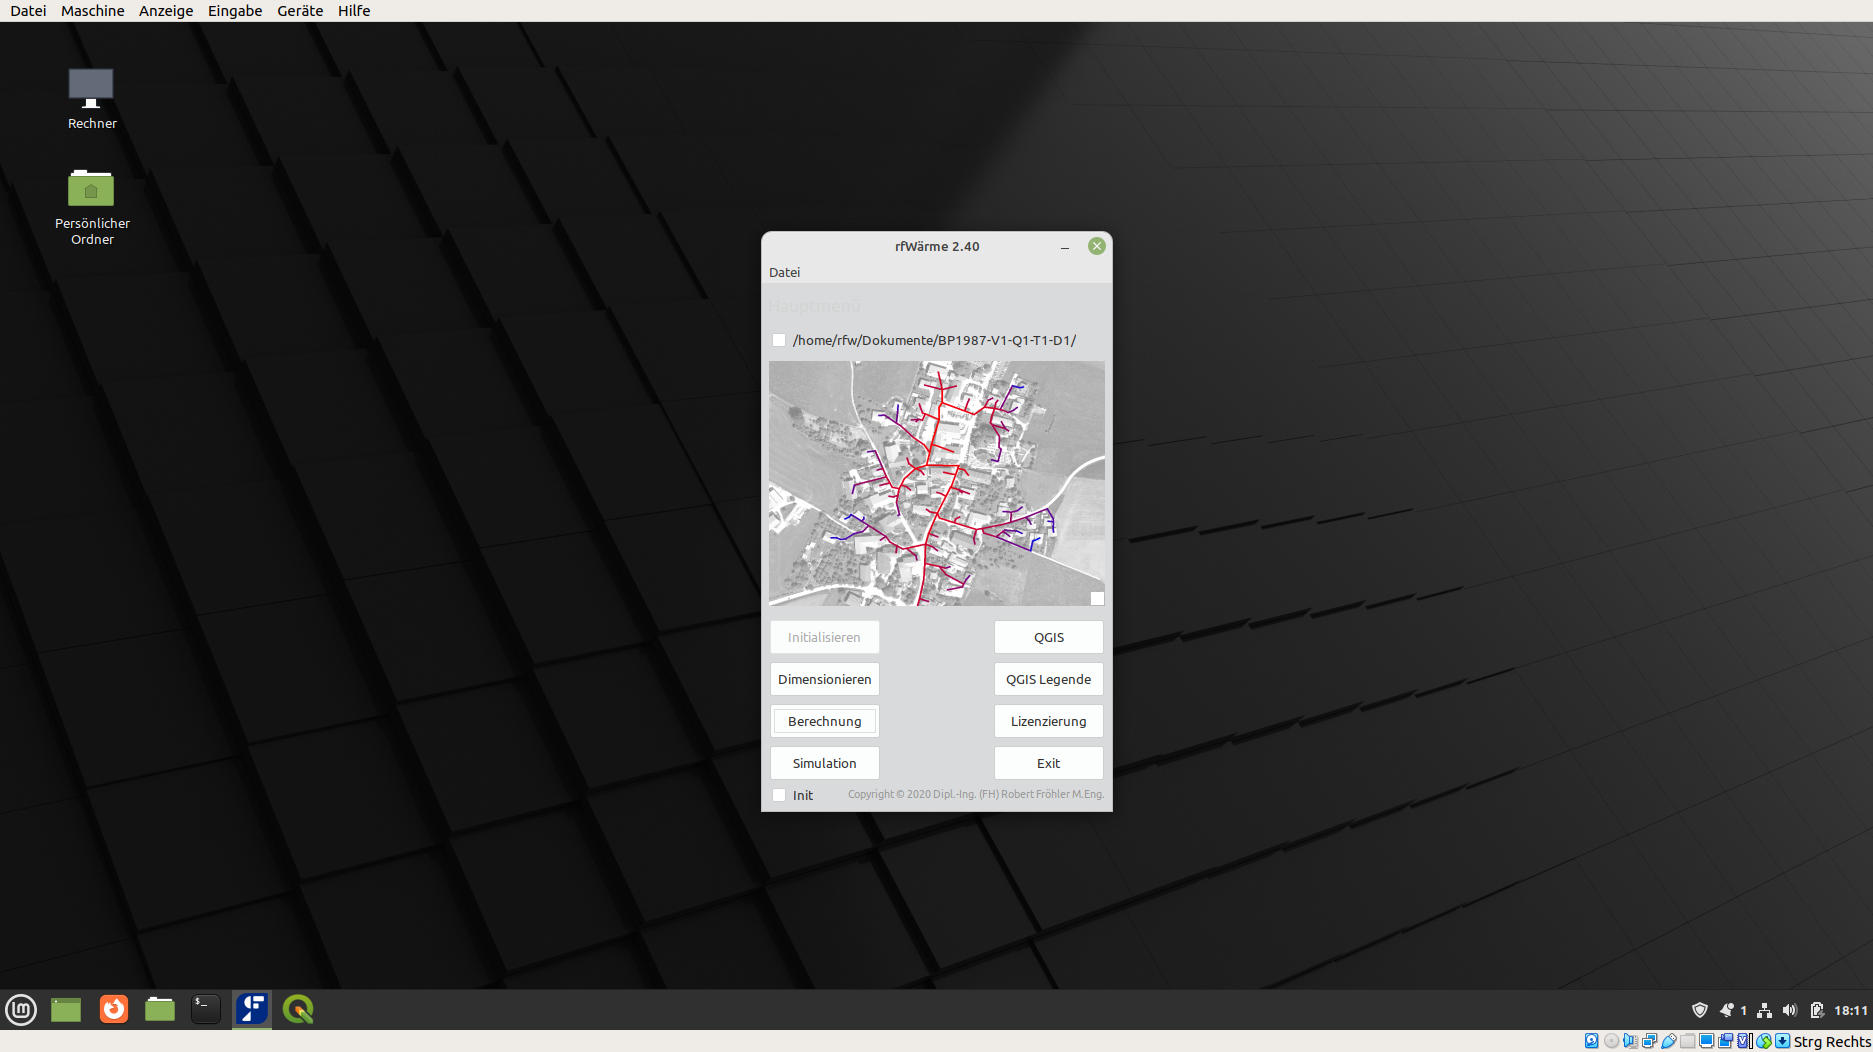 Datei Maschine Anzeige Eingabe Geräte Hilfe
Rechner
Persönlicher
Ordner
rfWärme 2.40
Datei
Hauptmenü
/home/rfw/Dokumente/BP1987-V1-Q1-T1-D1/
Initialisieren QGIS
Dimensionieren QGIS Legende
Berechnung Lizenzierung
Simulation Exit
Init Copyright © 2020 Dipl.-Ing. (FH) Robert Fröhler M.Eng.
1 18:11
Strg Rechts